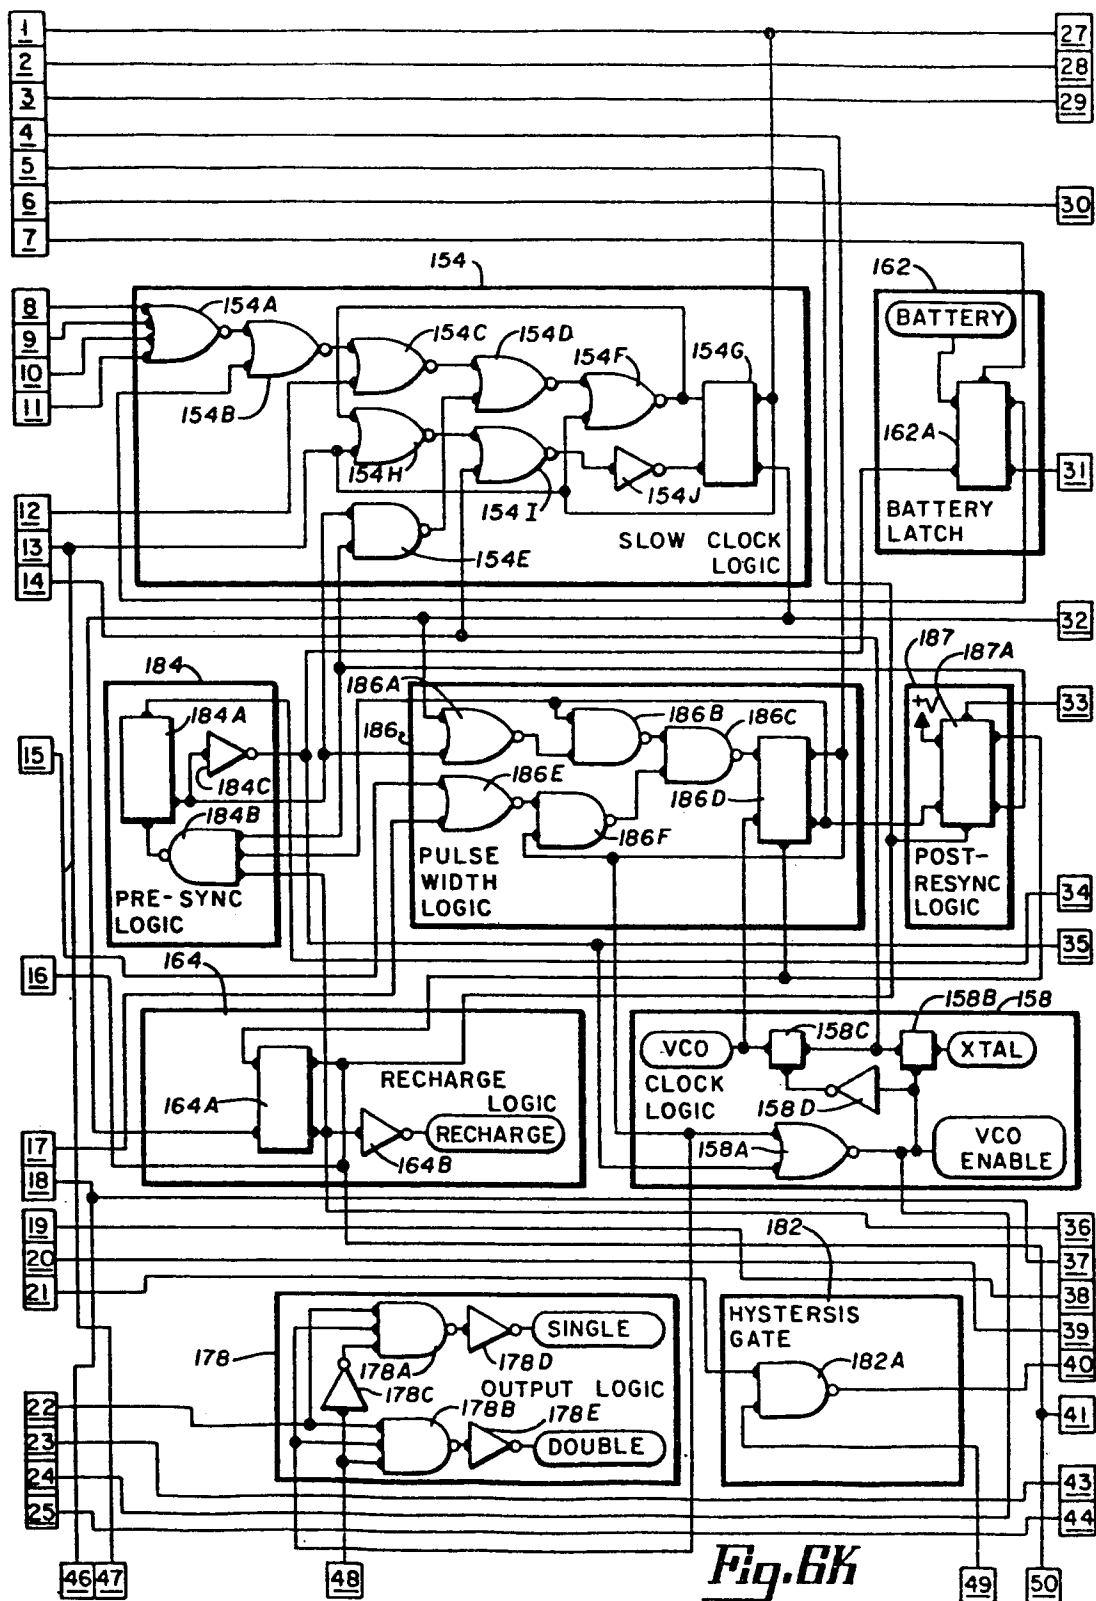 1
27
2
28
3
29
4
5
6
30
7
154
162
8
154A
BATTERY
9
154C
154D
10
154F
154G
11
154B
162A
154H
31
12
154J
154I
BATTERY
LATCH
13
SLOW CLOCK
LOGIC
154E
14
32
184
187
187A
186A
184A
+V
33
186B
186C
15
186
184C
186E
186D
184B
186F
PULSE
WIDTH
LOGIC
POST-
RESYNC
LOGIC
PRE-SYNC
LOGIC
34
35
16
164
158B
158
158C
VCO
XTAL
RECHARGE
LOGIC
CLOCK
LOGIC
164A
158D
17
RECHARGE
164B
158A
VCO
ENABLE
18
19
36
182
20
37
21
38
HYSTERSIS
GATE
39
SINGLE
178
178A
178D
182A
40
178C
OUTPUT LOGIC
22
178B
178E
41
23
DOUBLE
24
43
25
44
46
47
48
Fig.6K
49
50